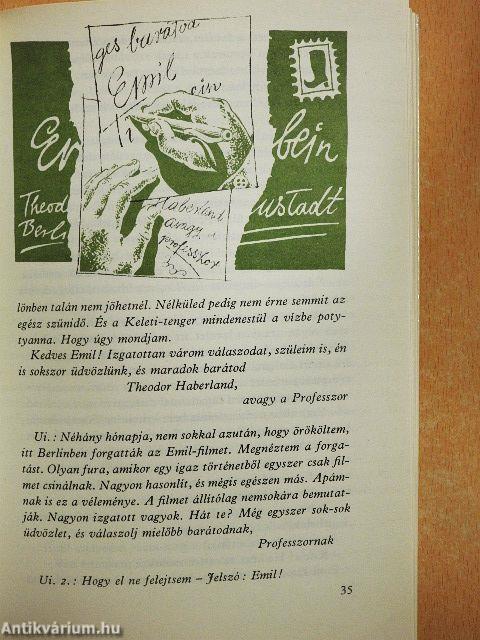 ges barátod
Emil
Ti
ein
Er
bein
J
Theod
Berli
ustadt
Haberland
avagy a
professzor
lönben talán nem jöhetnél. Nélküled pedig nem érne semmit az
egész szünidő. És a Keleti-tenger mindenestül a vízbe poty-
tyanna. Hogy úgy mondjam.
Kedves Emil! Izgatottan várom válaszodat, szüleim is, én
is sokszor üdvözlünk, és maradok barátod
Theodor Haberland,
avagy a Professzor
Ui.: Néhány hónapja, nem sokkal azután, hogy örököltem,
itt Berlinben forgatták az Emil-filmet. Megnéztem a forga-
tást. Olyan fura, amikor egy igaz történetből egyszer csak fil-
met csinálnak. Nagyon hasonlít, és mégis egészen más. Apám-
nak is ez a véleménye. A filmet állítólag nemsokára bemutat-
ják. Nagyon izgatott vagyok. Hát te? Még egyszer sok-sok
üdvözlet, és válaszolj mielőbb barátodnak,
Professzornak
Ui. 2.: Hogy el ne felejtsem – Jelszó: Emil!
35
Antikvárium.hu